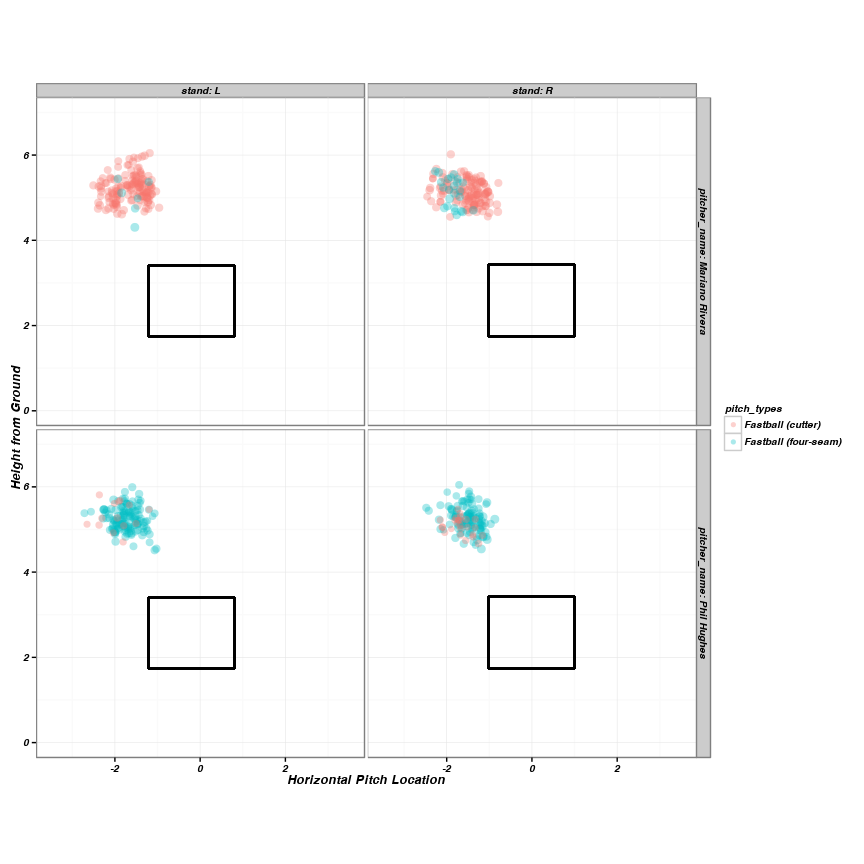 stand: L
stand: R
6
4
2
0
pitcher_name: Mariano Rivera
6
4
2
0
pitcher_name: Phil Hughes
Height from Ground
-2
0
2
-2
0
2
Horizontal Pitch Location
pitch_types
Fastball (cutter)
Fastball (four-seam)